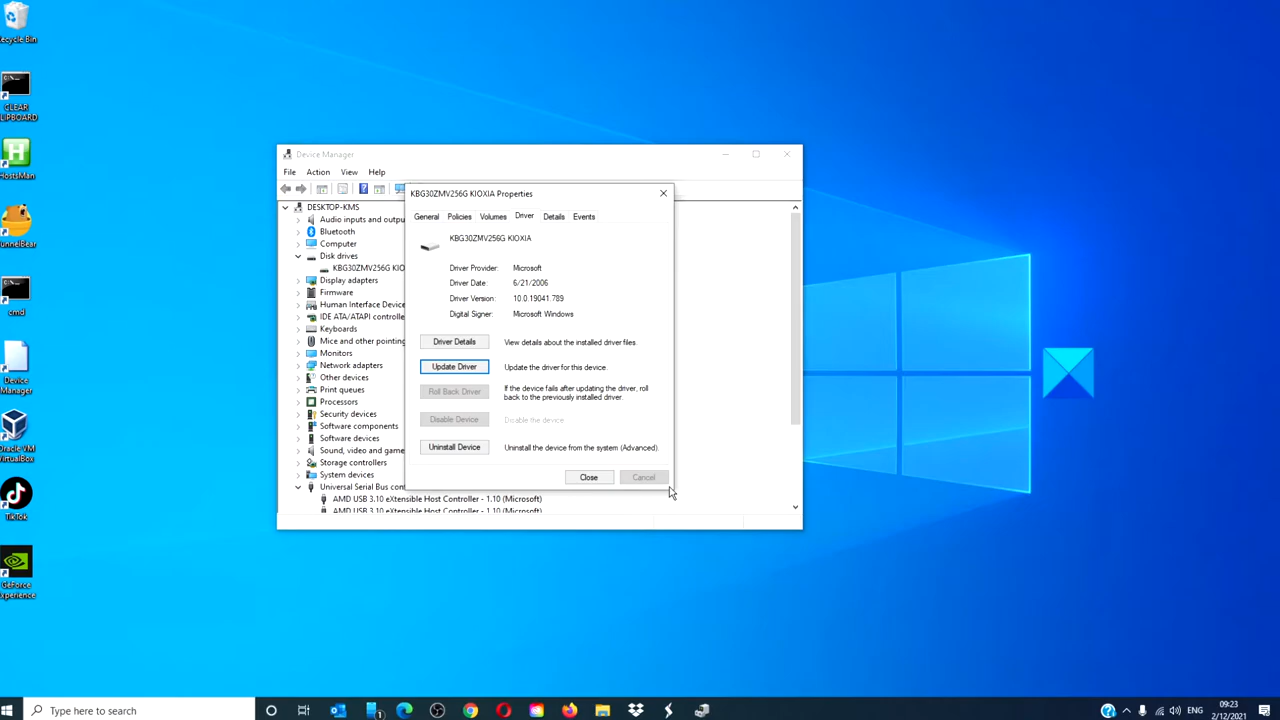 ecycle Bin
CLEAR
LIPBOARD
HostsMan
unnelBear
cmd
Device
Manager
Oracle VM
VirtualBox
TikTok
GeForce
xperience
Device Manager
File Action View Help
DESKTOP-KMS
Audio inputs and outpu
Bluetooth
Computer
Disk drives
KBG30ZMV256G KIO
Display adapters
Firmware
Human Interface Device
IDE ATA/ATAPI controlle
Keyboards
Mice and other pointing
Monitors
Network adapters
Other devices
Print queues
Processors
Security devices
Software components
Software devices
Sound, video and game
Storage controllers
System devices
Universal Serial Bus cont
AMD USB 3.10 eXtensible Host Controller - 1.10 (Microsoft)
AMD USB 3.10 eXtensible Host Controller - 1.10 (Microsoft)
KBG30ZMV256G KIOXIA Properties
General Policies Volumes Driver Details Events
KBG30ZMV256G KIOXIA
Driver Provider: Microsoft
Driver Date: 6/21/2006
Driver Version: 10.0.19041.789
Digital Signer: Microsoft Windows
Driver Details View details about the installed driver files.
Update Driver Update the driver for this device.
Roll Back Driver If the device fails after updating the driver, roll
back to the previously installed driver.
Disable Device Disable the device
Uninstall Device Uninstall the device from the system (Advanced).
Close Cancel
Type here to search
ENG
09:23
2/12/2021